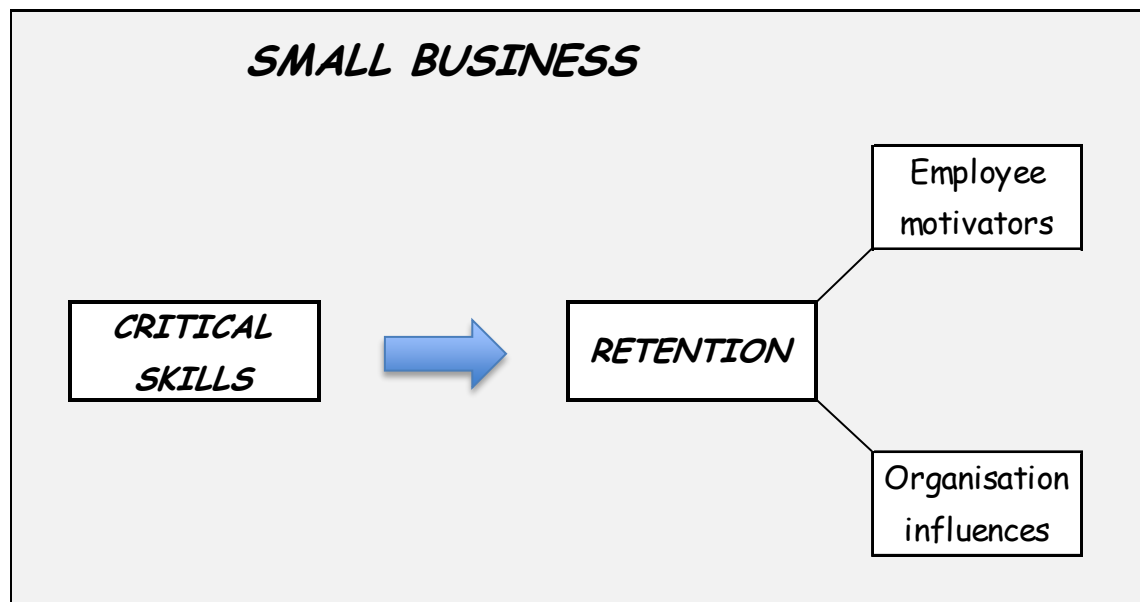 SMALL BUSINESS
Employee
motivators
CRITICAL
SKILLS
RETENTION
Organisation
influences